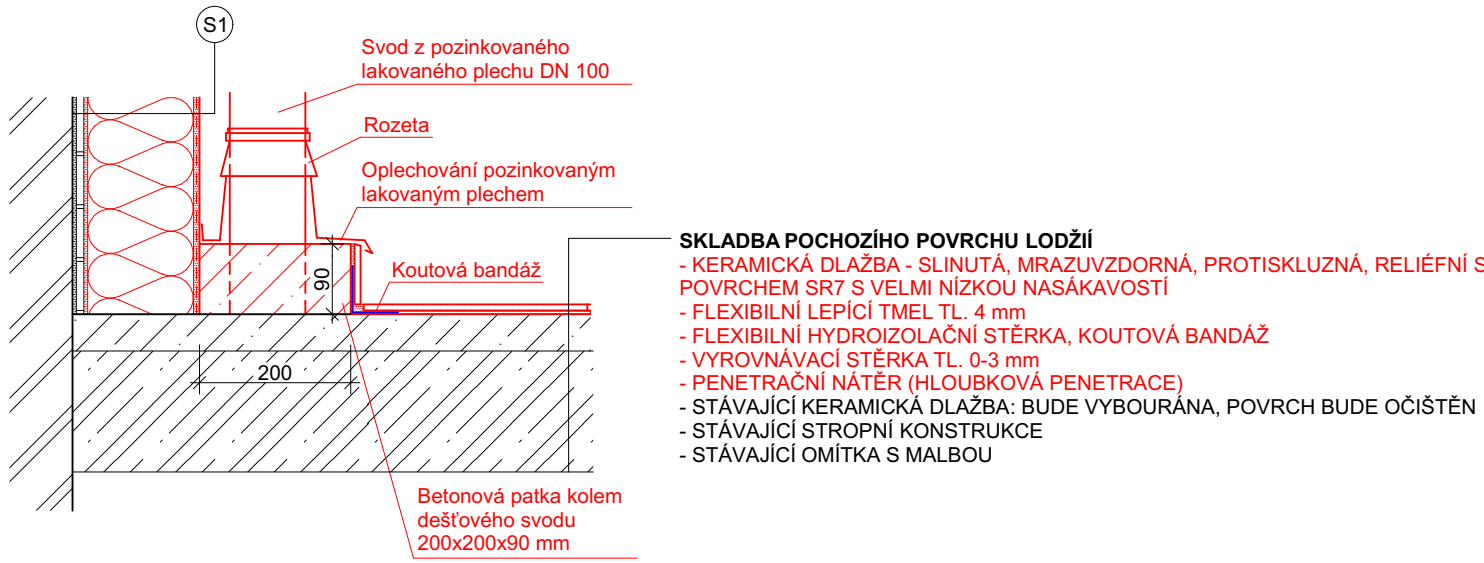 S1
Svod z pozinkovaného
lakovaného plechu DN 100
Rozeta
Oplechování pozinkovaným
lakovaným plechem
Koutová bandáž
90
200
Betonová patka kolem
dešťového svodu
200x200x90 mm
SKLADBA POCHOZÍHO POVRCHU LODŽIÍ
- KERAMICKÁ DLAŽBA - SLINUTÁ, MRAZUVZDORNÁ, PROTISKLUZNÁ, RELIÉFNÍ S
POVRCHEM SR7 S VELMI NÍZKOU NASÁKAVOSTÍ
- FLEXIBILNÍ LEPÍCÍ TMEL TL. 4 mm
- FLEXIBILNÍ HYDROIZOLAČNÍ STĚRKA, KOUTOVÁ BANDÁŽ
- VYROVNÁVACÍ STĚRKA TL. 0-3 mm
- PENETRAČNÍ NÁTĚR (HLOUBKOVÁ PENETRACE)
- STÁVAJÍCÍ KERAMICKÁ DLAŽBA: BUDE VYBOURÁNA, POVRCH BUDE OČIŠTĚN
- STÁVAJÍCÍ STROPNÍ KONSTRUKCE
- STÁVAJÍCÍ OMÍTKA S MALBOU